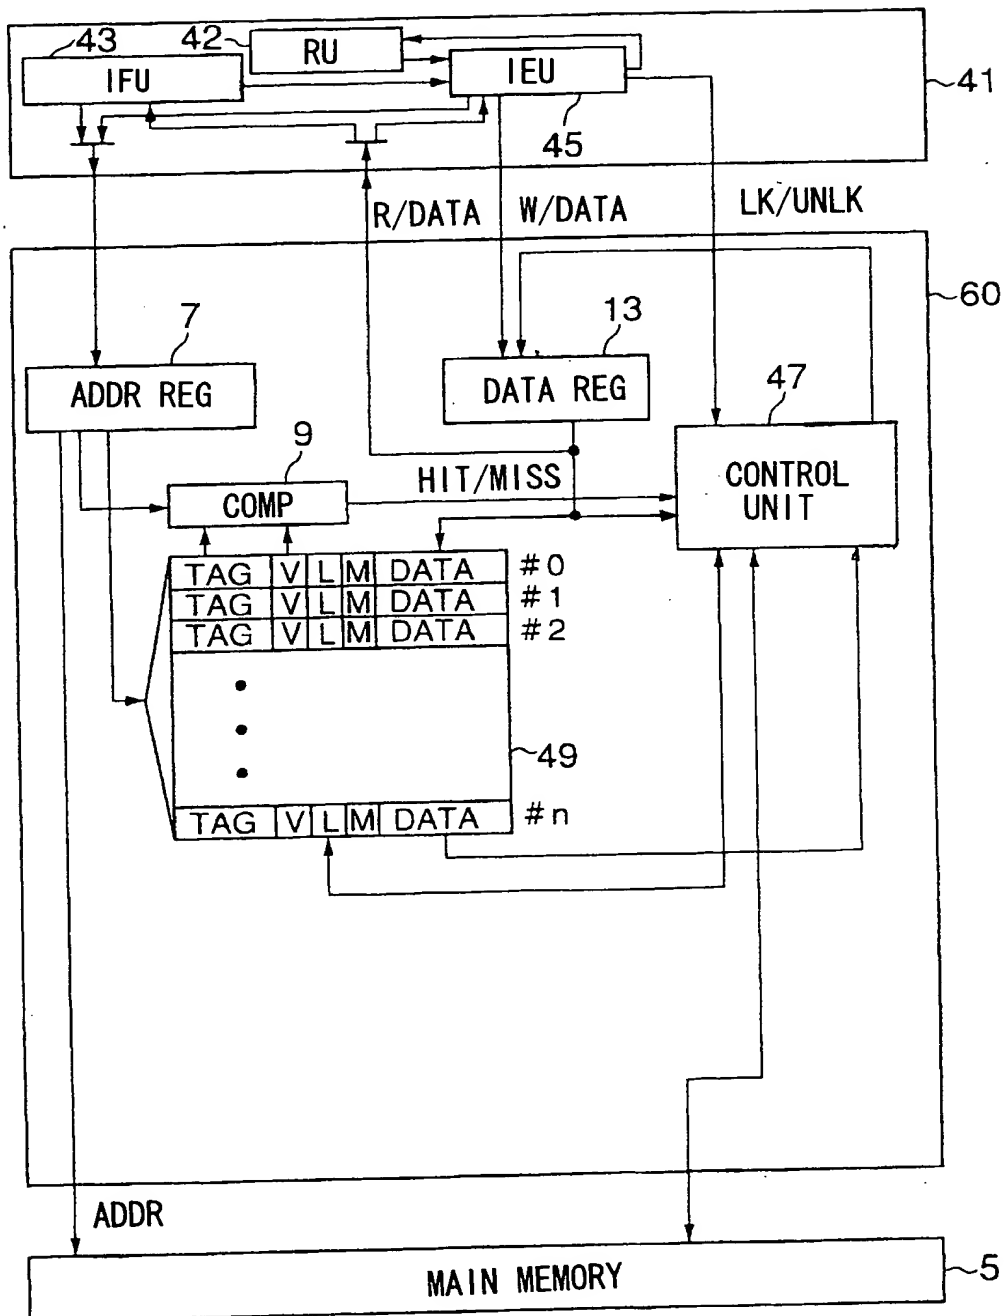 43
42
RU
IFU
IEU
41
45
R/DATA
W/DATA
LK/UNLK
60
7
13
ADDR REG
DATA REG
47
9
HIT/MISS
CONTROL
UNIT
COMP
TAG V L M DATA #0
TAG V L M DATA #1
TAG V L M DATA #2
49
TAG V L M DATA #n
ADDR
MAIN MEMORY
5